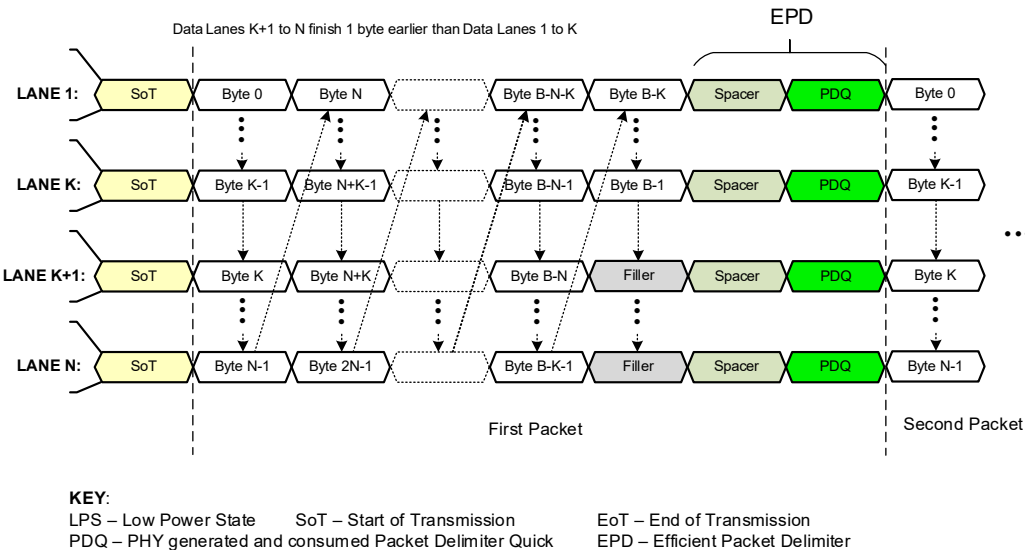 EPD
Data Lanes K+1 to N finish 1 byte earlier than Data Lanes 1 to K
LANE 1: SoT Byte 0 Byte N Byte B-N-K Byte B-K Spacer PDQ Byte 0
LANE K: SoT Byte K-1 Byte N+K-1 Byte B-N-1 Byte B-1 Spacer PDQ Byte K-1
LANE K+1: SoT Byte K Byte N+K Byte B-N Filler Spacer PDQ Byte K
LANE N: SoT Byte N-1 Byte 2N-1 Byte B-K-1 Filler Spacer PDQ Byte N-1
First Packet Second Packet
KEY:
LPS – Low Power State SoT – Start of Transmission EoT – End of Transmission
PDQ – PHY generated and consumed Packet Delimiter Quick EPD – Efficient Packet Delimiter